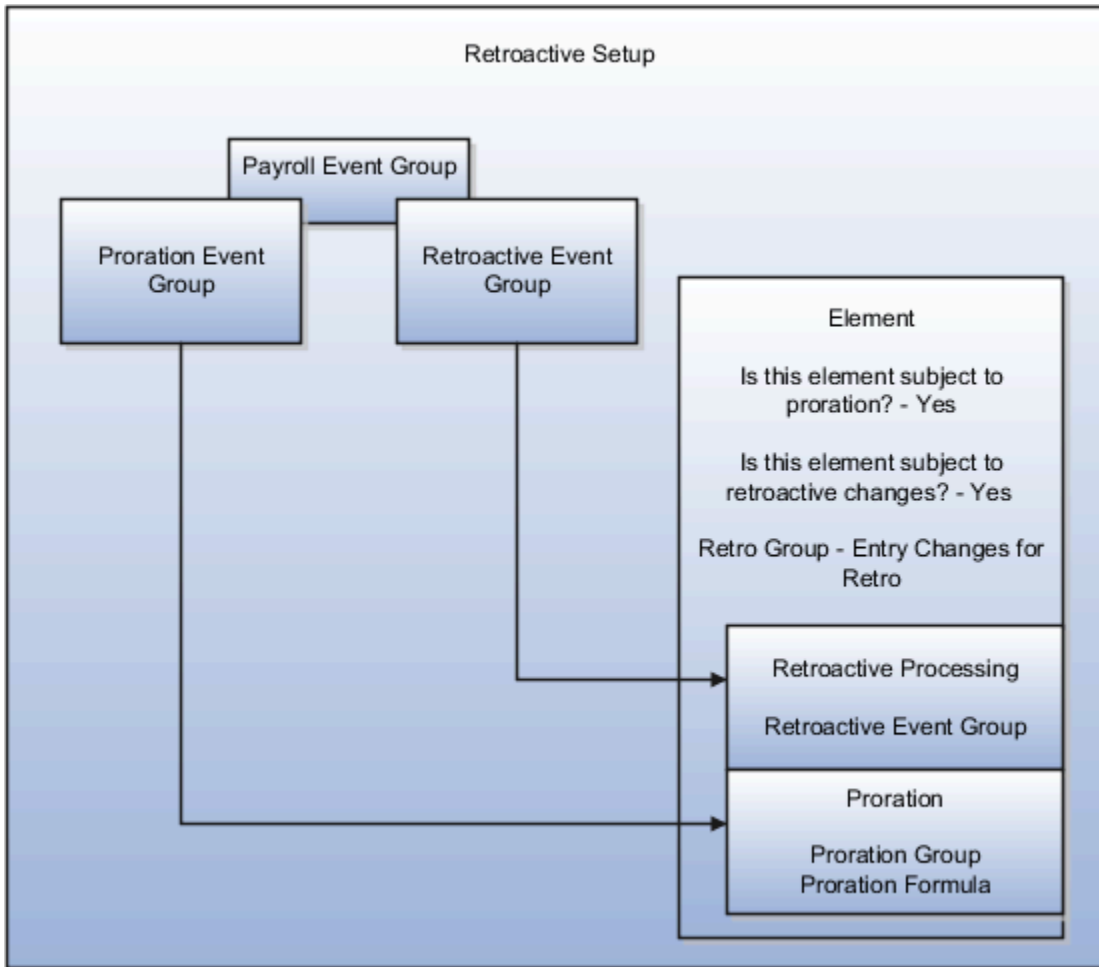 Retroactive Setup
Payroll Event Group
Proration Event
Group
Retroactive Event
Group
Element
Is this element subject to
proration? - Yes
Is this element subject to
retroactive changes? - Yes
Retro Group - Entry Changes for
Retro
Retroactive Processing
Retroactive Event Group
Proration
Proration Group
Proration Formula